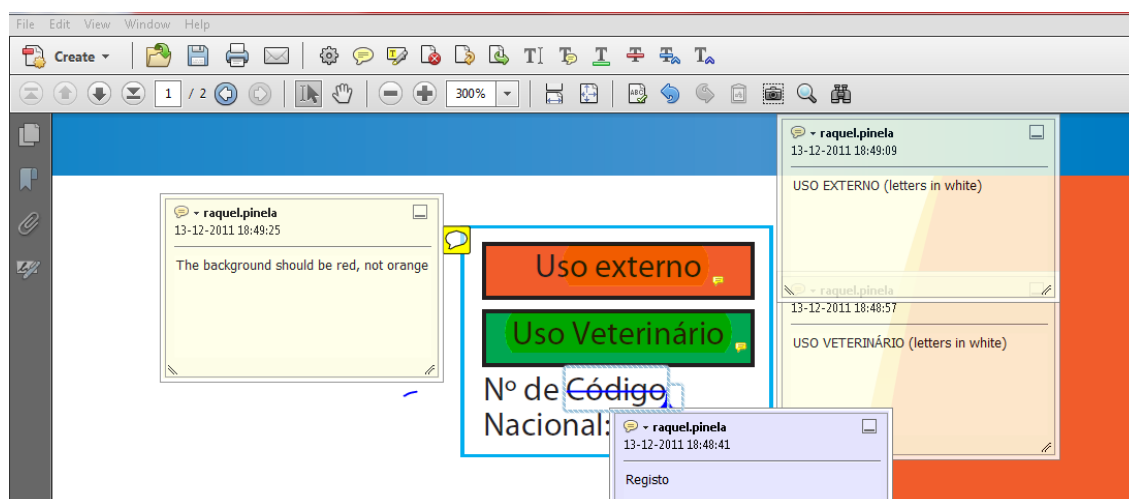 File Edit View Window Help
Create
1 / 2 300%
raquel.pinela
13-12-2011 18:49:09
USO EXTERNO (letters in white)
raquel.pinela
13-12-2011 18:49:25
The background should be red, not orange
Uso externo
raquel.pinela
13-12-2011 18:48:57
USO VETERINÁRIO (letters in white)
Uso Veterinário
Nº de Código
Nacional:
raquel.pinela
13-12-2011 18:48:41
Registo